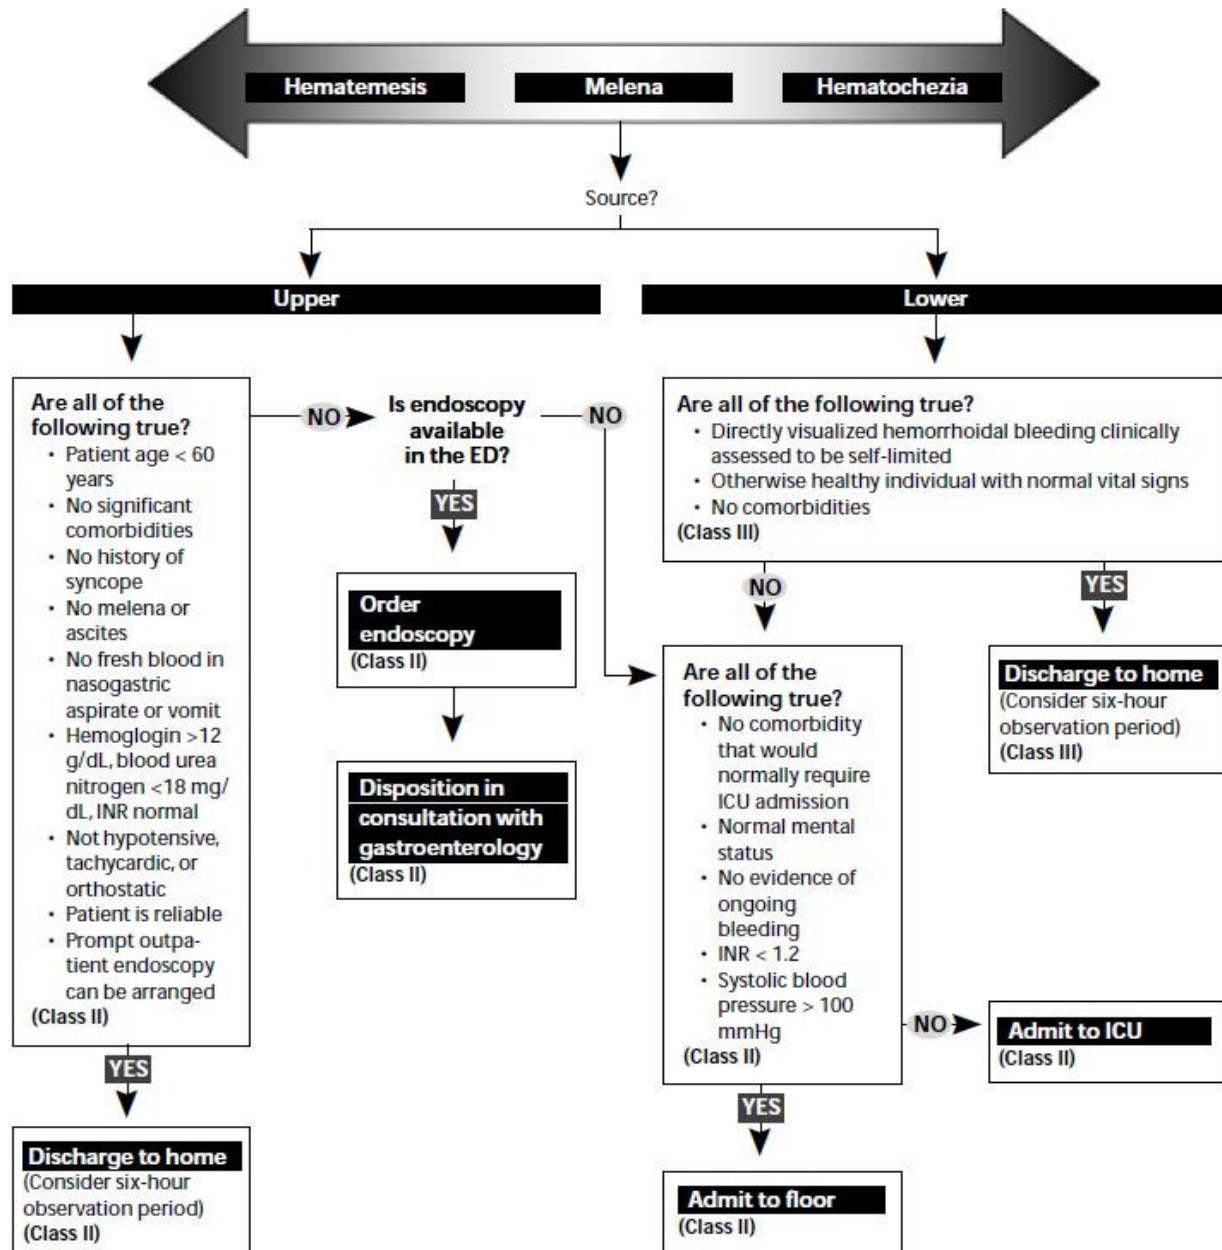 Hematemesis
Melena
Hematochezia
Source?
Upper
Lower
Are all of the
following true?
• Patient age < 60
years
• No significant
comorbidities
• No history of
syncope
• No melena or
ascites
• No fresh blood in
nasogastric
aspirate or vomit
• Hemoglogin >12
g/dL, blood urea
nitrogen <18 mg/
dL, INR normal
• Not hypotensive,
tachycardic, or
orthostatic
• Patient is reliable
• Prompt outpa-
tient endoscopy
can be arranged
(Class II)
YES
Discharge to home
(Consider six-hour
observation period)
(Class II)
NO
Is endoscopy
available
in the ED?
NO
YES
Order
endoscopy
(Class II)
Disposition in
consultation with
gastroenterology
(Class II)
Are all of the following true?
• Directly visualized hemorrhoidal bleeding clinically
assessed to be self-limited
• Otherwise healthy individual with normal vital signs
• No comorbidities
(Class III)
NO
YES
Discharge to home
(Consider six-hour
observation period)
(Class III)
Are all of the
following true?
• No comorbidity
that would
normally require
ICU admission
• Normal mental
status
• No evidence of
ongoing
bleeding
• INR < 1.2
• Systolic blood
pressure > 100
mmHg
(Class II)
NO
Admit to ICU
(Class II)
YES
Admit to floor
(Class II)